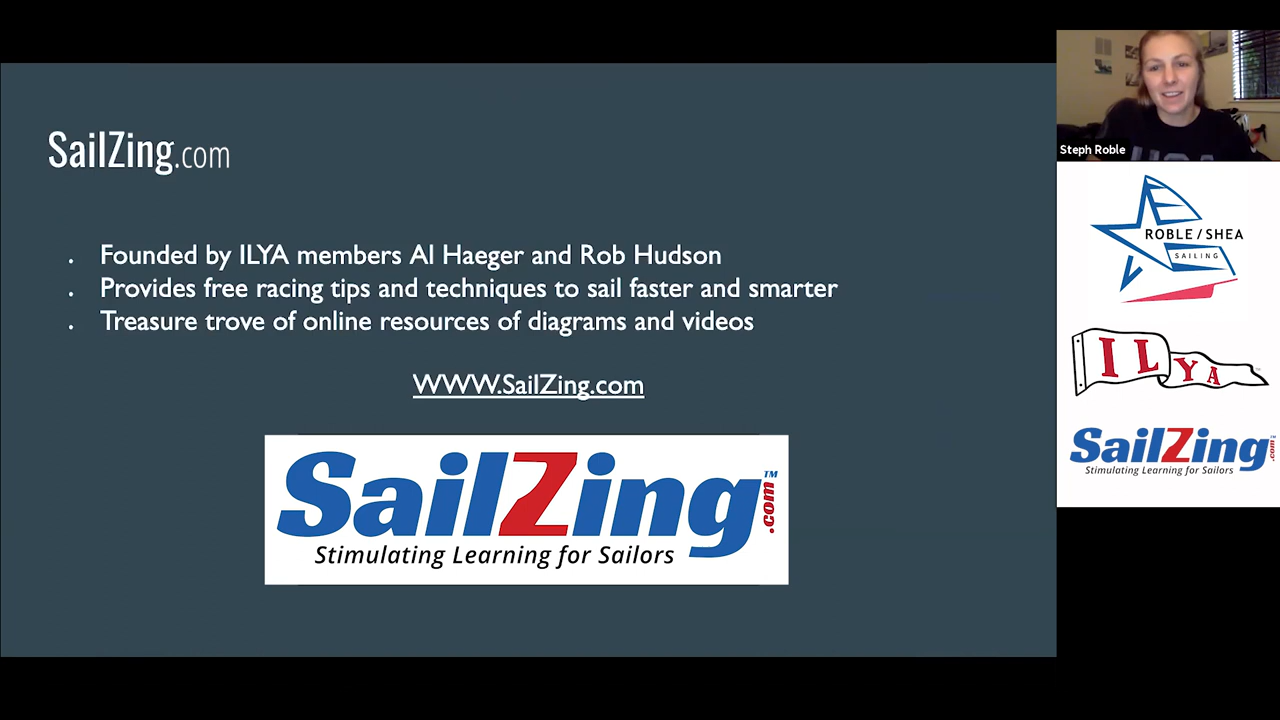 SailZing.com
Founded by ILYA members Al Haeger and Rob Hudson
Provides free racing tips and techniques to sail faster and smarter
Treasure trove of online resources of diagrams and videos
WWW.SailZing.com
SailZing.com™
Stimulating Learning for Sailors
Steph Roble
ROBLE / SHEA
SAILING
ILYA
SailZing.com
Stimulating Learning for Sailors